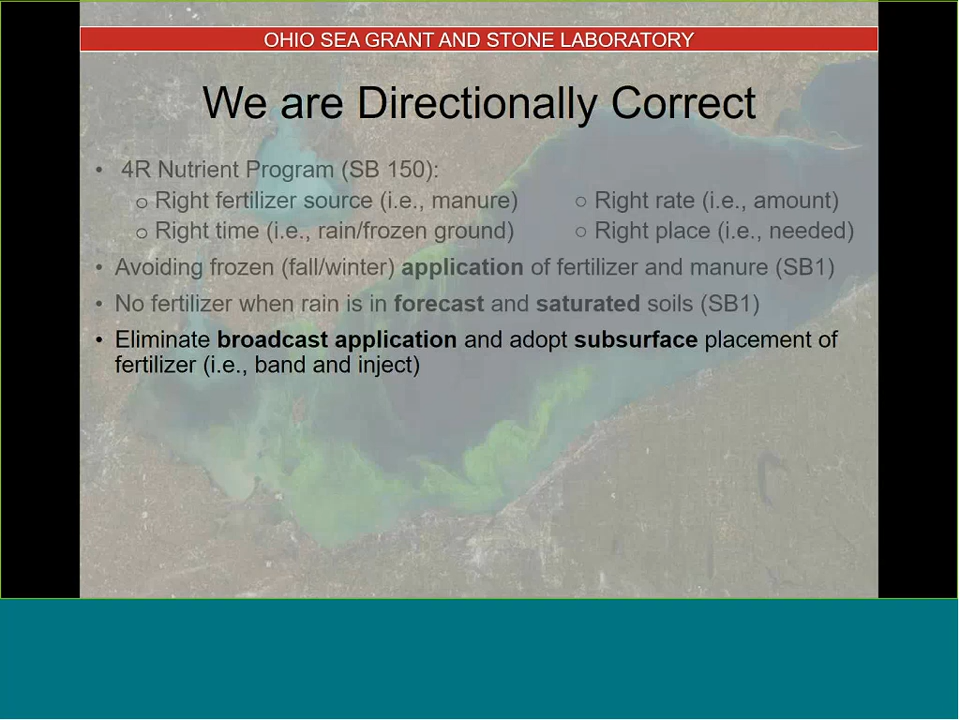 OHIO SEA GRANT AND STONE LABORATORY
We are Directionally Correct
• 4R Nutrient Program (SB 150):
o Right fertilizer source (i.e., manure) ○ Right rate (i.e., amount)
o Right time (i.e., rain/frozen ground) ○ Right place (i.e., needed)
• Avoiding frozen (fall/winter) application of fertilizer and manure (SB1)
• No fertilizer when rain is in forecast and saturated soils (SB1)
• Eliminate broadcast application and adopt subsurface placement of
fertilizer (i.e., band and inject)